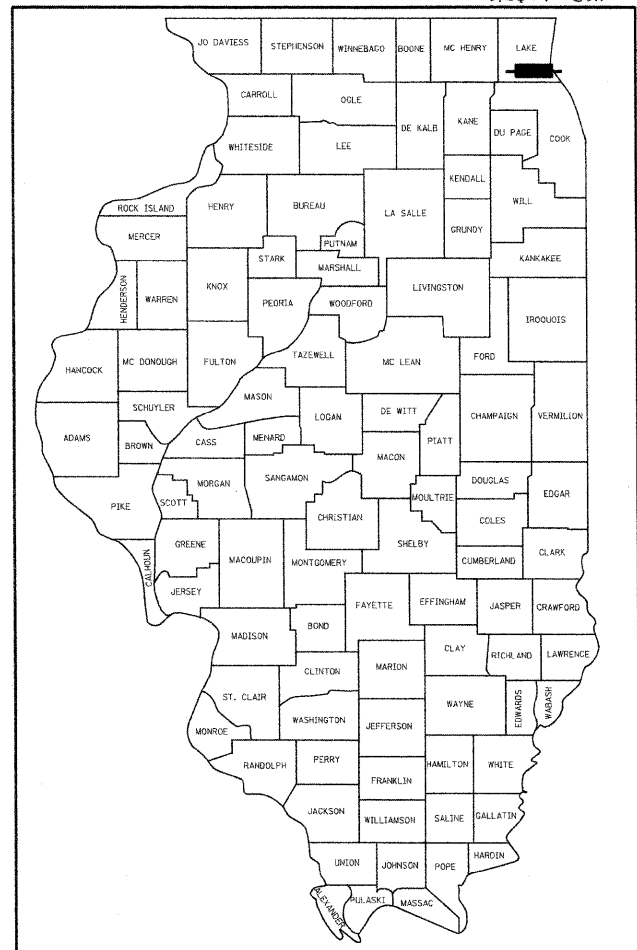 JO DAVIESS
STEPHENSON
WINNEBAGO
BOONE
MC HENRY
LAKE
CARROLL
OGLE
DE KALB
KANE
DU PAGE
COOK
WHITESIDE
LEE
KENDALL
WILL
ROCK ISLAND
HENRY
BUREAU
LA SALLE
GRUNDY
MERCER
PUTNAM
KANKAKEE
STARK
MARSHALL
HENDERSON
WARREN
KNOX
PEORIA
WOODFORD
LIVINGSTON
IROQUOIS
HANCOCK
MC DONOUGH
FULTON
TAZEWELL
MC LEAN
FORD
MASON
SCHUYLER
LOGAN
DE WITT
CHAMPAIGN
VERMILION
ADAMS
BROWN
CASS
MENARD
MACON
PIATT
PIKE
SCOTT
MORGAN
SANGAMON
CHRISTIAN
MOULTRIE
DOUGLAS
EDGAR
COLES
GREENE
MACOUPIN
MONTGOMERY
SHELBY
CUMBERLAND
CLARK
CALHOUN
JERSEY
FAYETTE
EFFINGHAM
JASPER
CRAWFORD
MADISON
BOND
CLAY
RICHLAND
LAWRENCE
CLINTON
MARION
ST. CLAIR
WAYNE
EDWARDS
WABASH
WASHINGTON
JEFFERSON
MONROE
RANDOLPH
PERRY
HAMILTON
WHITE
FRANKLIN
JACKSON
WILLIAMSON
SALINE
GALLATIN
UNION
JOHNSON
POPE
HARDIN
ALEXANDER
PULASKI
MASSAC